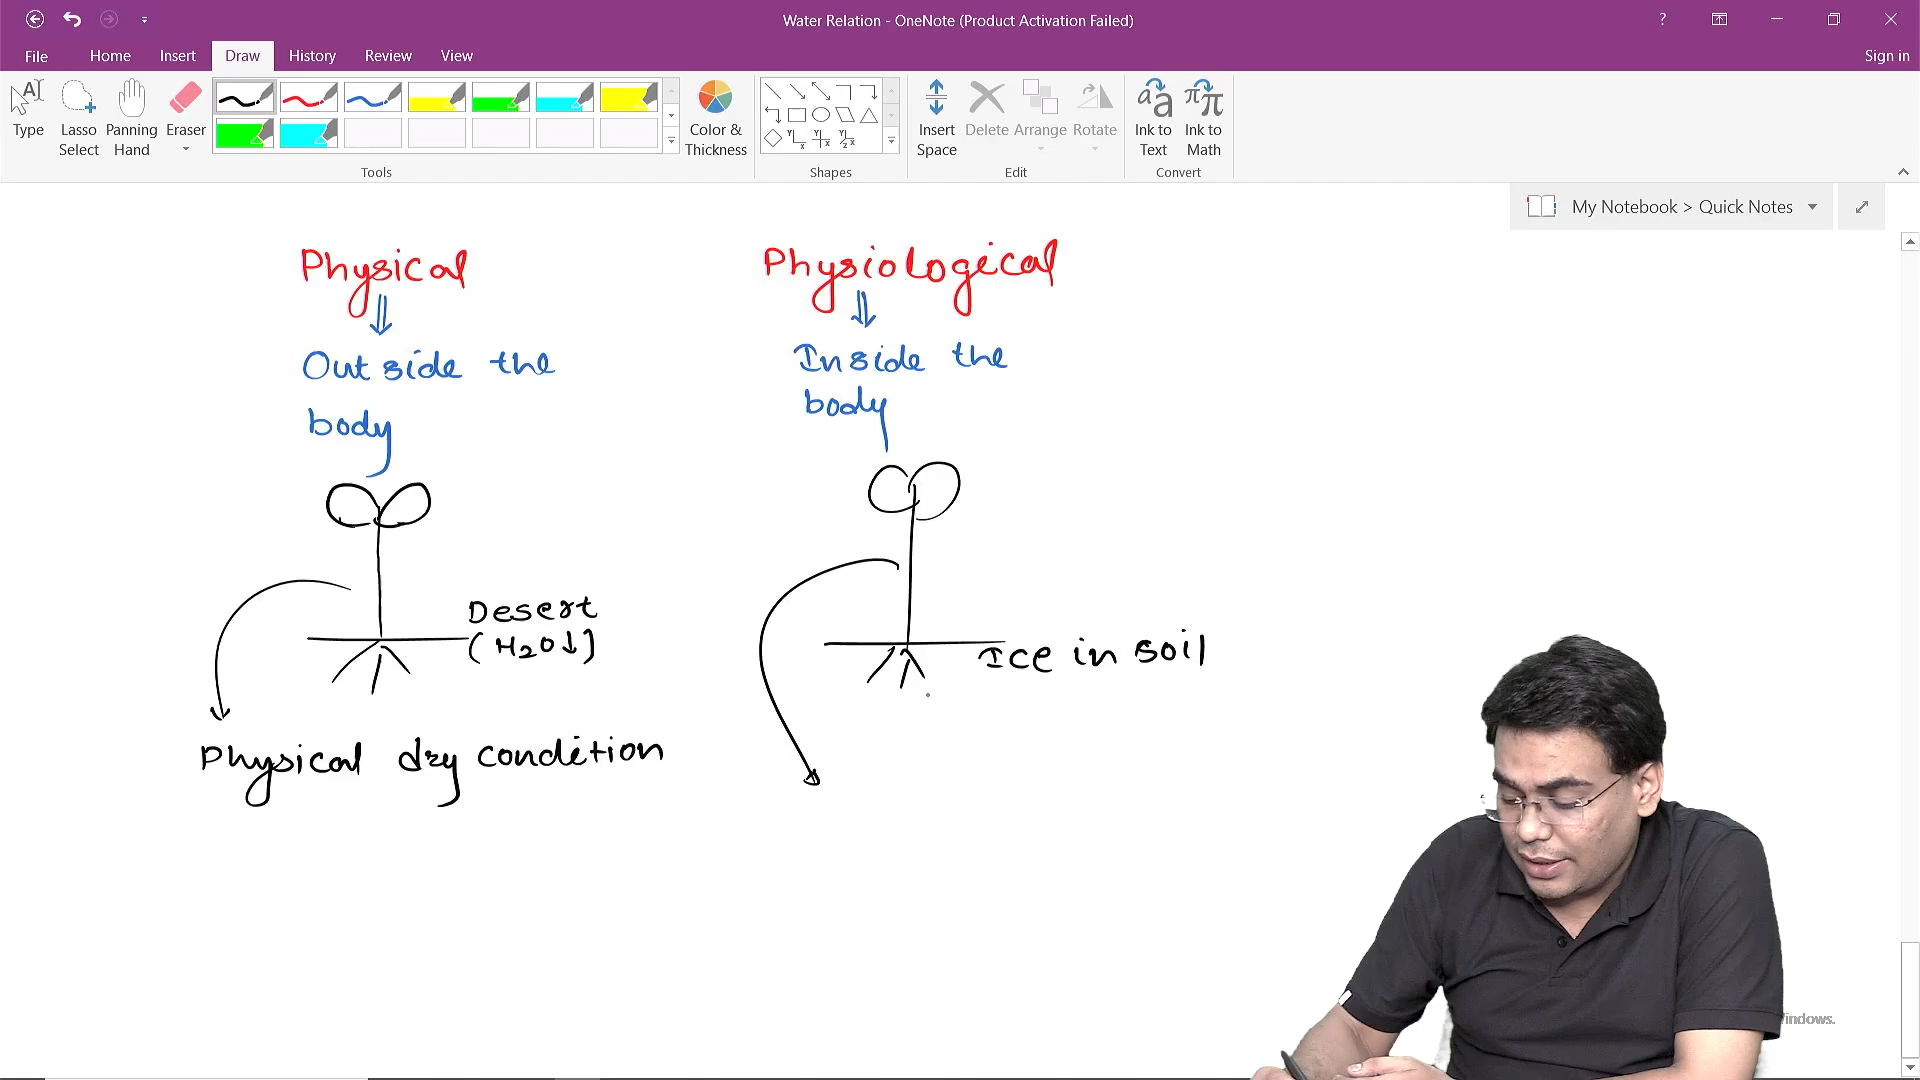 Water Relation - OneNote (Product Activation Failed)
?
File Home Insert Draw History Review View
Sign in
Type
Lasso Select
Panning Hand
Eraser
Color & Thickness
Insert Space
Delete
Arrange
Rotate
Ink to Text
Ink to Math
Tools
Shapes
Edit
Convert
My Notebook > Quick Notes
Physical
Physiological
Outside the
body
Inside the
body
Desert
(H2O↓)
Ice in soil
Physical dry condition
indows.